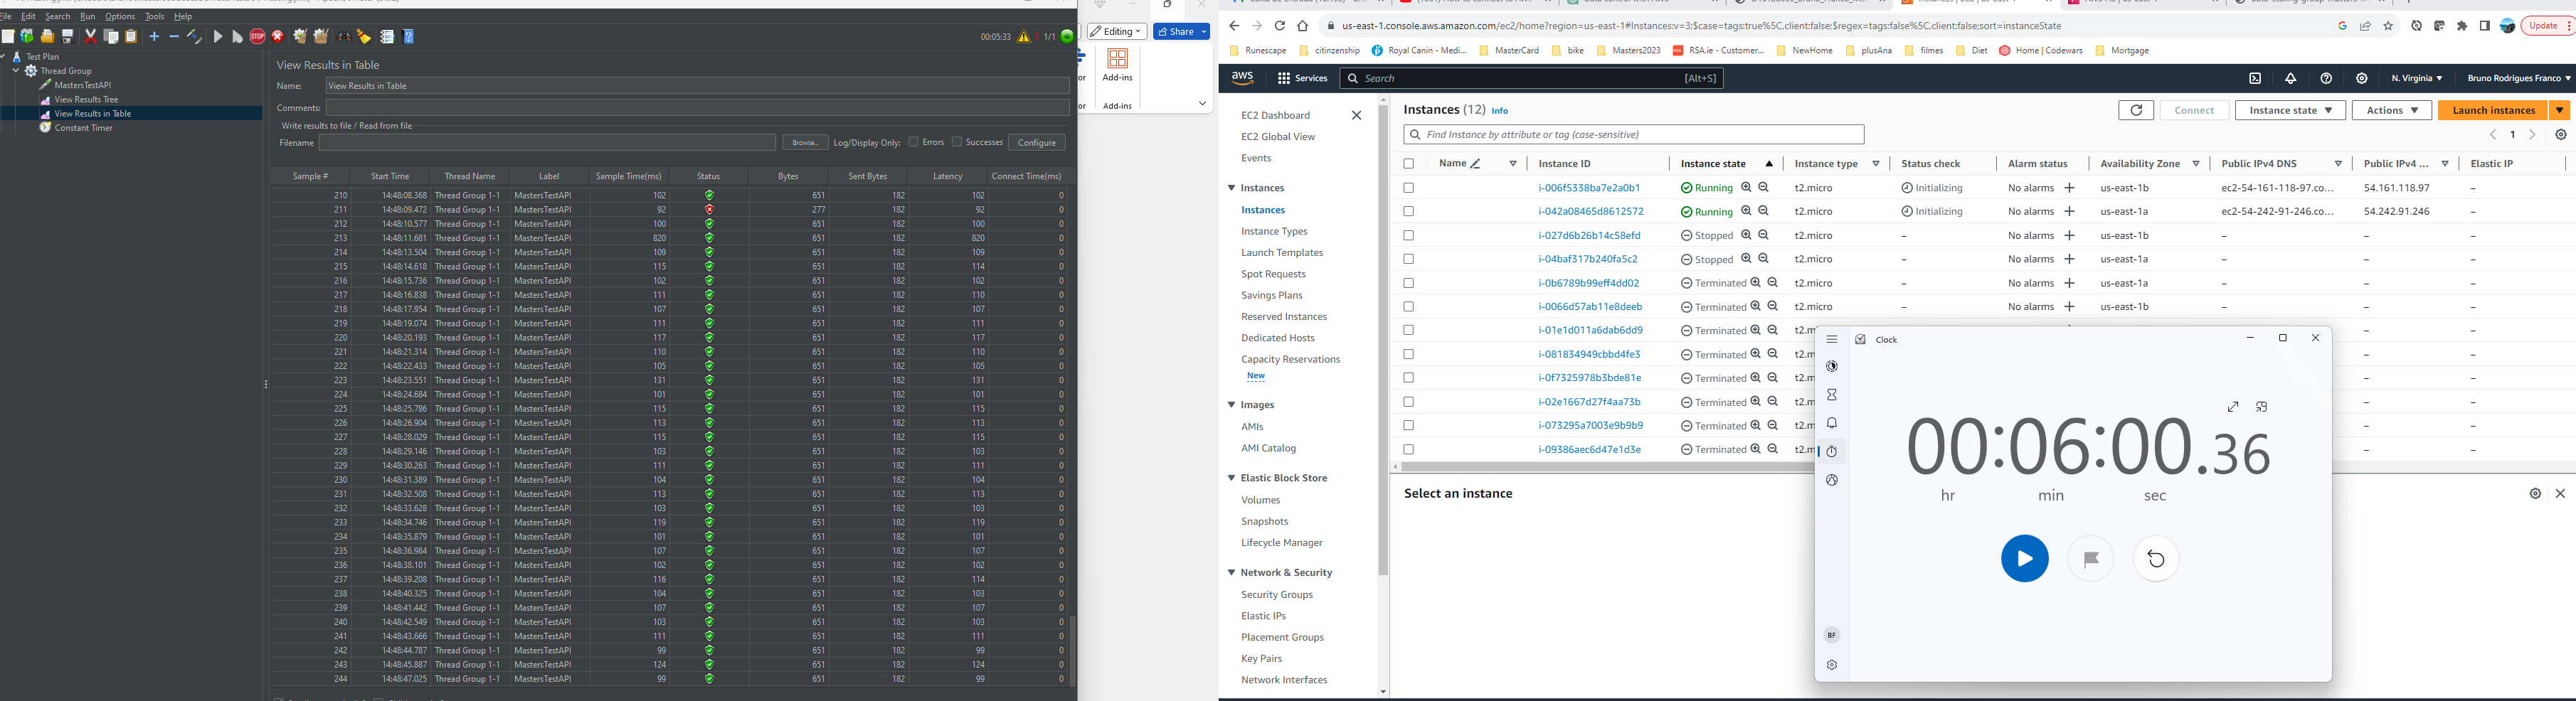 File Edit Search Run Options Tools Help
00:05:33 1/1
Test Plan
Thread Group
MastersTestAPI
View Results Tree
View Results in Table
Constant Timer
View Results in Table
Name: View Results in Table
Comments:
Write results to file / Read from file
Filename Browse... Log/Display Only: Errors Successes Configure
Sample # Start Time Thread Name Label Sample Time(ms) Status Bytes Sent Bytes Latency Connect Time(ms)
210 14:48:08.368 Thread Group 1-1 MastersTestAPI 102 651 182 102 0
211 14:48:09.472 Thread Group 1-1 MastersTestAPI 92 277 182 92 0
212 14:48:10.577 Thread Group 1-1 MastersTestAPI 100 651 182 100 0
213 14:48:11.681 Thread Group 1-1 MastersTestAPI 820 651 182 820 0
214 14:48:13.504 Thread Group 1-1 MastersTestAPI 109 651 182 109 0
215 14:48:14.618 Thread Group 1-1 MastersTestAPI 115 651 182 114 0
216 14:48:15.736 Thread Group 1-1 MastersTestAPI 102 651 182 102 0
217 14:48:16.838 Thread Group 1-1 MastersTestAPI 111 651 182 110 0
218 14:48:17.954 Thread Group 1-1 MastersTestAPI 107 651 182 107 0
219 14:48:19.074 Thread Group 1-1 MastersTestAPI 111 651 182 111 0
220 14:48:20.193 Thread Group 1-1 MastersTestAPI 117 651 182 117 0
221 14:48:21.314 Thread Group 1-1 MastersTestAPI 110 651 182 110 0
222 14:48:22.433 Thread Group 1-1 MastersTestAPI 105 651 182 105 0
223 14:48:23.551 Thread Group 1-1 MastersTestAPI 131 651 182 131 0
224 14:48:24.684 Thread Group 1-1 MastersTestAPI 101 651 182 101 0
225 14:48:25.786 Thread Group 1-1 MastersTestAPI 115 651 182 115 0
226 14:48:26.904 Thread Group 1-1 MastersTestAPI 113 651 182 113 0
227 14:48:28.029 Thread Group 1-1 MastersTestAPI 115 651 182 115 0
228 14:48:29.146 Thread Group 1-1 MastersTestAPI 103 651 182 103 0
229 14:48:30.263 Thread Group 1-1 MastersTestAPI 111 651 182 111 0
230 14:48:31.389 Thread Group 1-1 MastersTestAPI 104 651 182 104 0
231 14:48:32.508 Thread Group 1-1 MastersTestAPI 113 651 182 113 0
232 14:48:33.628 Thread Group 1-1 MastersTestAPI 103 651 182 103 0
233 14:48:34.746 Thread Group 1-1 MastersTestAPI 119 651 182 119 0
234 14:48:35.879 Thread Group 1-1 MastersTestAPI 101 651 182 101 0
235 14:48:36.984 Thread Group 1-1 MastersTestAPI 107 651 182 107 0
236 14:48:38.101 Thread Group 1-1 MastersTestAPI 102 651 182 102 0
237 14:48:39.208 Thread Group 1-1 MastersTestAPI 116 651 182 114 0
238 14:48:40.325 Thread Group 1-1 MastersTestAPI 104 651 182 103 0
239 14:48:41.442 Thread Group 1-1 MastersTestAPI 107 651 182 107 0
240 14:48:42.549 Thread Group 1-1 MastersTestAPI 103 651 182 103 0
241 14:48:43.666 Thread Group 1-1 MastersTestAPI 111 651 182 111 0
242 14:48:44.787 Thread Group 1-1 MastersTestAPI 99 651 182 99 0
243 14:48:45.887 Thread Group 1-1 MastersTestAPI 124 651 182 124 0
244 14:48:47.025 Thread Group 1-1 MastersTestAPI 99 651 182 99 0
Editing Share
or Add-ins
or Add-ins
us-east-1.console.aws.amazon.com/ec2/home?region=us-east-1#Instances:v=3;$case=tags:true%5C,client:false;$regex=tags:false%5C,client:false;sort=instanceState
Update
Runescape citizenship Royal Canin - Medi... MasterCard bike Masters2023 RSA.ie - Customer... NewHome plusAna filmes Diet Home | Codewars Mortgage
aws Services Search [Alt+S] N. Virginia Bruno Rodrigues Franco
EC2 Dashboard
EC2 Global View
Events
Instances
Instances
Instance Types
Launch Templates
Spot Requests
Savings Plans
Reserved Instances
Dedicated Hosts
Capacity Reservations
New
Images
AMIs
AMI Catalog
Elastic Block Store
Volumes
Snapshots
Lifecycle Manager
Network & Security
Security Groups
Elastic IPs
Placement Groups
Key Pairs
Network Interfaces
Instances (12) Info
Connect Instance state Actions Launch instances
Find Instance by attribute or tag (case-sensitive) 1
Name Instance ID Instance state Instance type Status check Alarm status Availability Zone Public IPv4 DNS Public IPv4 ... Elastic IP
i-006f5338ba7e2a0b1 Running t2.micro Initializing No alarms + us-east-1b ec2-54-161-118-97.co... 54.161.118.97 –
i-042a08465d8612572 Running t2.micro Initializing No alarms + us-east-1a ec2-54-242-91-246.co... 54.242.91.246 –
i-027d6b26b14c58efd Stopped t2.micro – No alarms + us-east-1b – – –
i-04baf317b240fa5c2 Stopped t2.micro – No alarms + us-east-1a – – –
i-0b6789b99eff4dd02 Terminated t2.micro – No alarms + us-east-1a – – –
i-0066d57ab11e8deeb Terminated t2.micro – No alarms + us-east-1b – – –
i-01e1d011a6dab6dd9 Terminated t2.m – –
i-081834949cbbd4fe3 Terminated t2.m – –
i-0f7325978b3bde81e Terminated t2.m – –
i-02e1667d27f4aa73b Terminated t2.m – –
i-073295a7003e9b9b9 Terminated t2.m – –
i-09386aec6d47e1d3e Terminated t2.m – –
Select an instance
Clock
00:06:00.36
hr min sec
BF